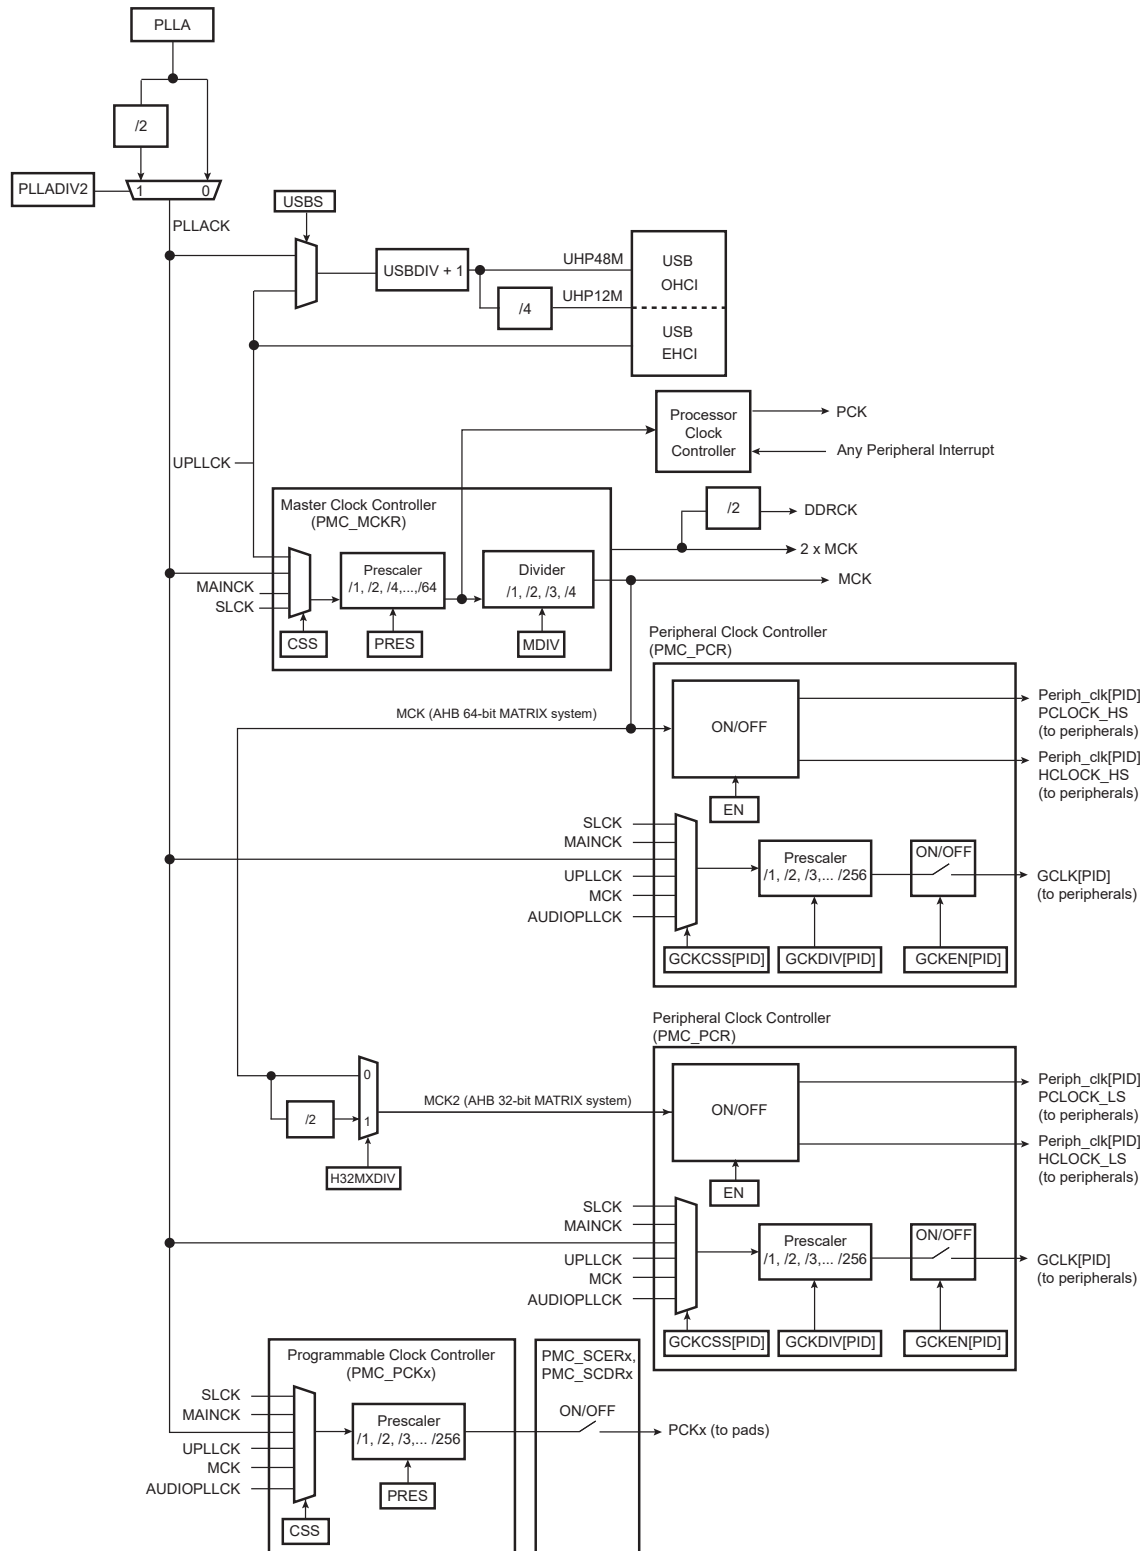 PLLA
/2
PLLADIV2
1
0
PLLACK
USBS
USBDIV + 1
UHP48M
USB
OHCI
/4
UHP12M
USB
EHCI
Processor
Clock
Controller
PCK
Any Peripheral Interrupt
UPLLCK
Master Clock Controller
(PMC_MCKR)
/2
DDRCK
2 x MCK
Prescaler
/1, /2, /4,...,/64
Divider
/1, /2, /3, /4
MCK
MAINCK
SLCK
CSS
PRES
MDIV
Peripheral Clock Controller
(PMC_PCR)
MCK (AHB 64-bit MATRIX system)
ON/OFF
Periph_clk[PID]
PCLOCK_HS
(to peripherals)
Periph_clk[PID]
HCLOCK_HS
(to peripherals)
EN
SLCK
MAINCK
UPLLCK
MCK
AUDIOPLLCK
Prescaler
/1, /2, /3,... /256
ON/OFF
GCLK[PID]
(to peripherals)
GCKCSS[PID]
GCKDIV[PID]
GCKEN[PID]
Peripheral Clock Controller
(PMC_PCR)
0
/2
1
H32MXDIV
MCK2 (AHB 32-bit MATRIX system)
ON/OFF
Periph_clk[PID]
PCLOCK_LS
(to peripherals)
Periph_clk[PID]
HCLOCK_LS
(to peripherals)
EN
SLCK
MAINCK
UPLLCK
MCK
AUDIOPLLCK
Prescaler
/1, /2, /3,... /256
ON/OFF
GCLK[PID]
(to peripherals)
GCKCSS[PID]
GCKDIV[PID]
GCKEN[PID]
Programmable Clock Controller
(PMC_PCKx)
PMC_SCERx,
PMC_SCDRx
SLCK
MAINCK
UPLLCK
MCK
AUDIOPLLCK
Prescaler
/1, /2, /3,... /256
ON/OFF
PCKx (to pads)
PRES
CSS